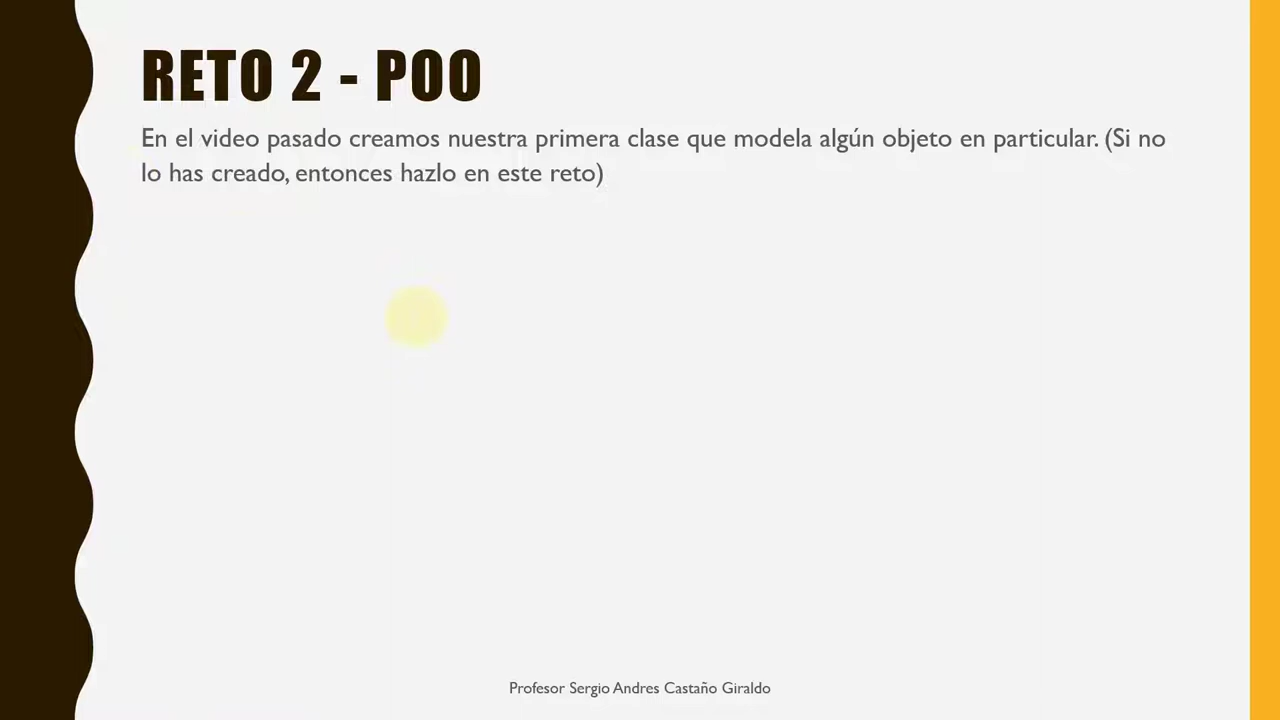 RETO 2 - POO
En el video pasado creamos nuestra primera clase que modela algún objeto en particular. (Si no
lo has creado, entonces hazlo en este reto)
Profesor Sergio Andres Castaño Giraldo